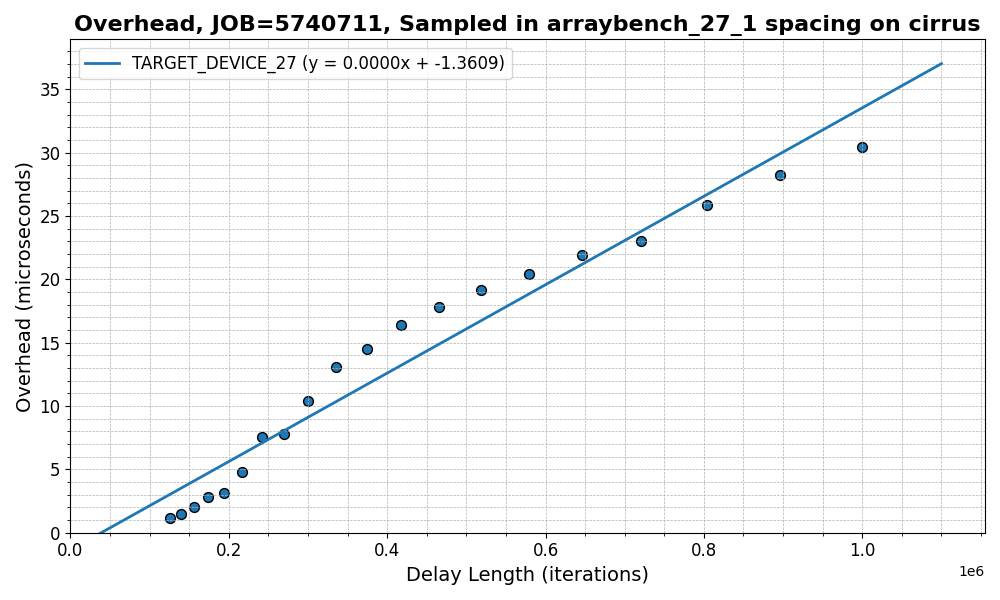 Overhead, JOB=5740711, Sampled in arraybench_27_1 spacing on cirrus
TARGET_DEVICE_27 (y = 0.0000x + -1.3609)
Overhead (microseconds)
35
30
25
20
15
10
5
0
0.0 0.2 0.4 0.6 0.8 1.0
1e6
Delay Length (iterations)